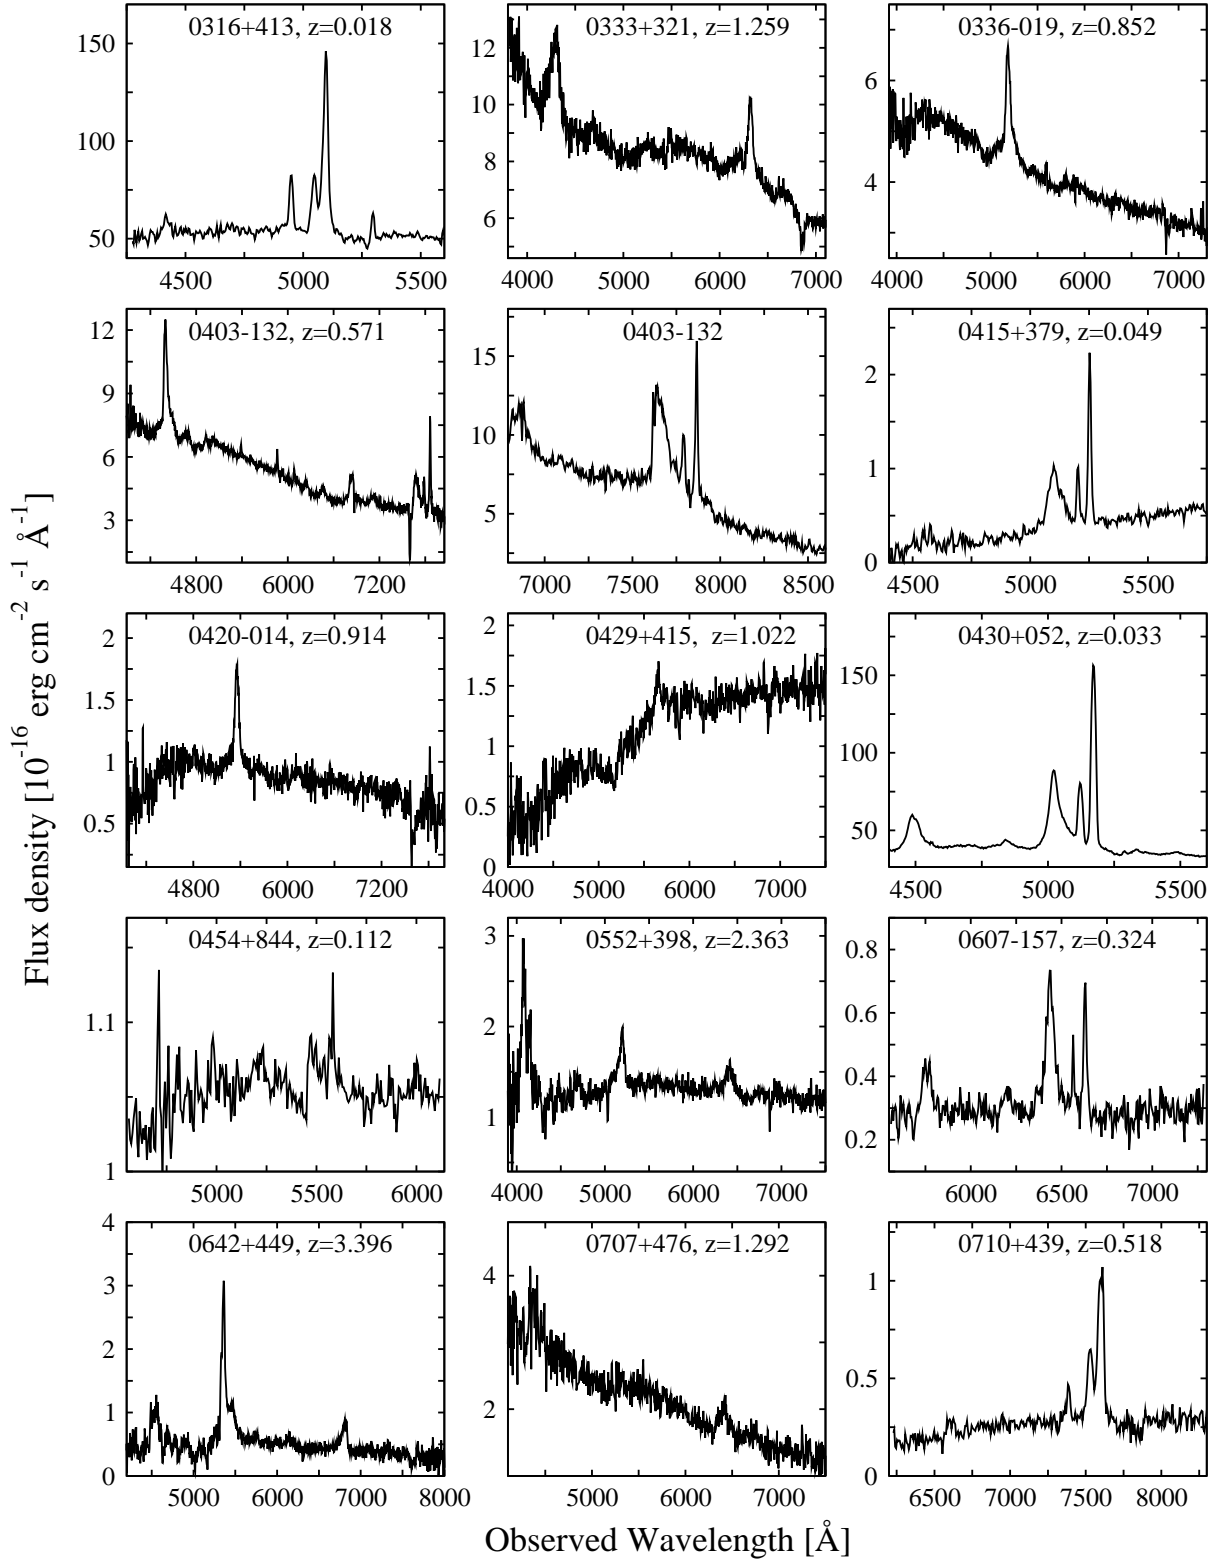 Flux density [10^-16 erg cm^-2 s^-1 Å^-1]
0316+413, z=0.018
150
100
50
4500 5000 5500
0333+321, z=1.259
12
10
8
6
4000 5000 6000 7000
0336-019, z=0.852
6
4
4000 5000 6000 7000
0403-132, z=0.571
12
9
6
3
4800 6000 7200
0403-132
15
10
5
7000 7500 8000 8500
0415+379, z=0.049
2
1
0
4500 5000 5500
0420-014, z=0.914
2
1.5
1
0.5
4800 6000 7200
0429+415, z=1.022
2
1.5
1
0.5
0
4000 5000 6000 7000
0430+052, z=0.033
150
100
50
4500 5000 5500
0454+844, z=0.112
1.1
1
5000 5500 6000
0552+398, z=2.363
3
2
1
4000 5000 6000 7000
0607-157, z=0.324
0.8
0.6
0.4
0.2
6000 6500 7000
0642+449, z=3.396
4
3
2
1
0
5000 6000 7000 8000
0707+476, z=1.292
4
2
5000 6000 7000
0710+439, z=0.518
1
0.5
0
6500 7000 7500 8000
Observed Wavelength [Å]